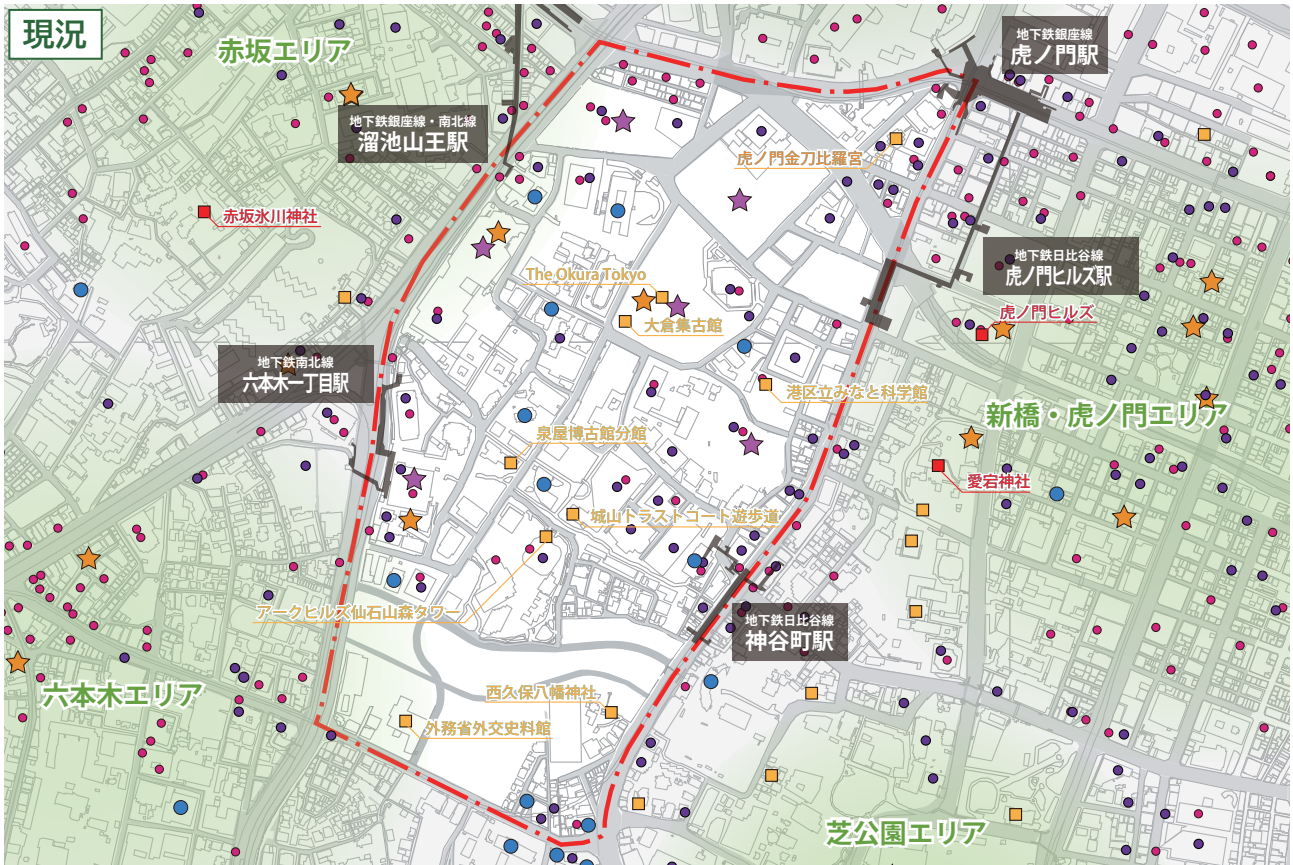 現況
赤坂エリア
地下鉄銀座線
虎ノ門駅
地下鉄銀座線・南北線
溜池山王駅
虎ノ門金刀比羅宮
赤坂氷川神社
地下鉄日比谷線
虎ノ門ヒルズ駅
The Okura Tokyo
虎ノ門ヒルズ
大倉集古館
地下鉄南北線
六本木一丁目駅
港区立みなと科学館
新橋・虎ノ門エリア
泉屋博古館分館
愛宕神社
城山トラストコート遊歩道
アークヒルズ仙石山森タワー
地下鉄日比谷線
神谷町駅
六本木エリア
西久保八幡神社
外務省外交史料館
芝公園エリア